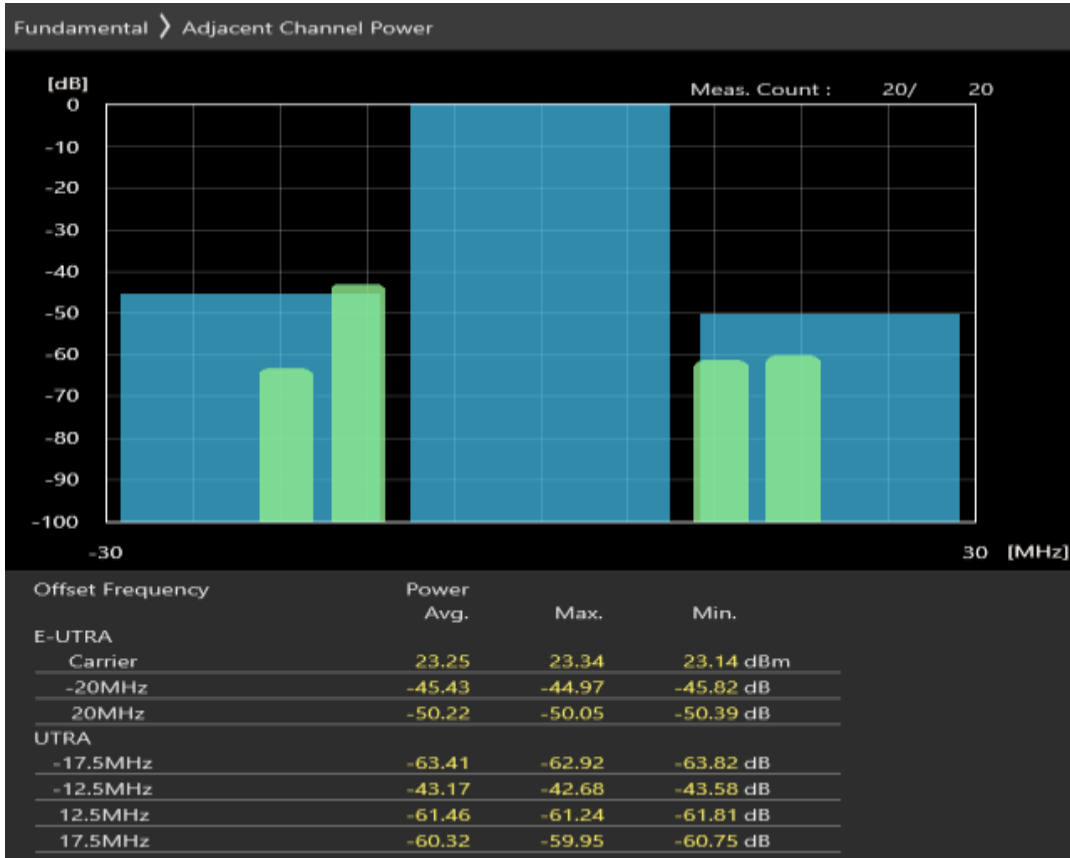 Fundamental 〉 Adjacent Channel Power
[dB]
Meas. Count : 20/ 20
0
-10
-20
-30
-40
-50
-60
-70
-80
-90
-100
-30 30 [MHz]
Offset Frequency Power
Avg. Max. Min.
E-UTRA
Carrier 23.25 23.34 23.14 dBm
-20MHz -45.43 -44.97 -45.82 dB
20MHz -50.22 -50.05 -50.39 dB
UTRA
-17.5MHz -63.41 -62.92 -63.82 dB
-12.5MHz -43.17 -42.68 -43.58 dB
12.5MHz -61.46 -61.24 -61.81 dB
17.5MHz -60.32 -59.95 -60.75 dB